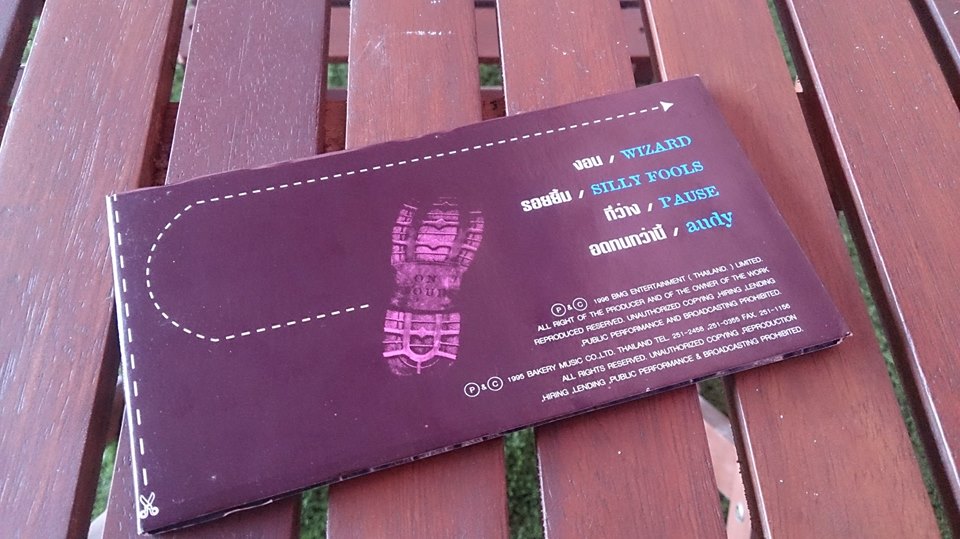 งอน / WIZARD
รอยยิ้ม / SILLY FOOLS
ที่ว่าง / PAUSE
อดทนกว่านี้ / audy
ON
OUR
P & C 1996 BMG ENTERTAINMENT ( THAILAND ) LIMITED.
ALL RIGHT OF THE PRODUCER AND OF THE OWNER OF THE WORK
REPRODUCED RESERVED. UNAUTHORIZED COPYING ,HIRING ,LENDING
,PUBLIC PERFORMANCE AND BROADCASTING PROHIBITED.
P & C 1995 BAKERY MUSIC CO.,LTD. THAILAND TEL. 251-2456 ,251-0355 FAX. 251-1156
ALL RIGHTS RESERVED. UNAUTHORIZED COPYING ,REPRODUCTION
,HIRING ,LENDING ,PUBLIC PERFORMANCE & BROADCASTING PROHIBITED.